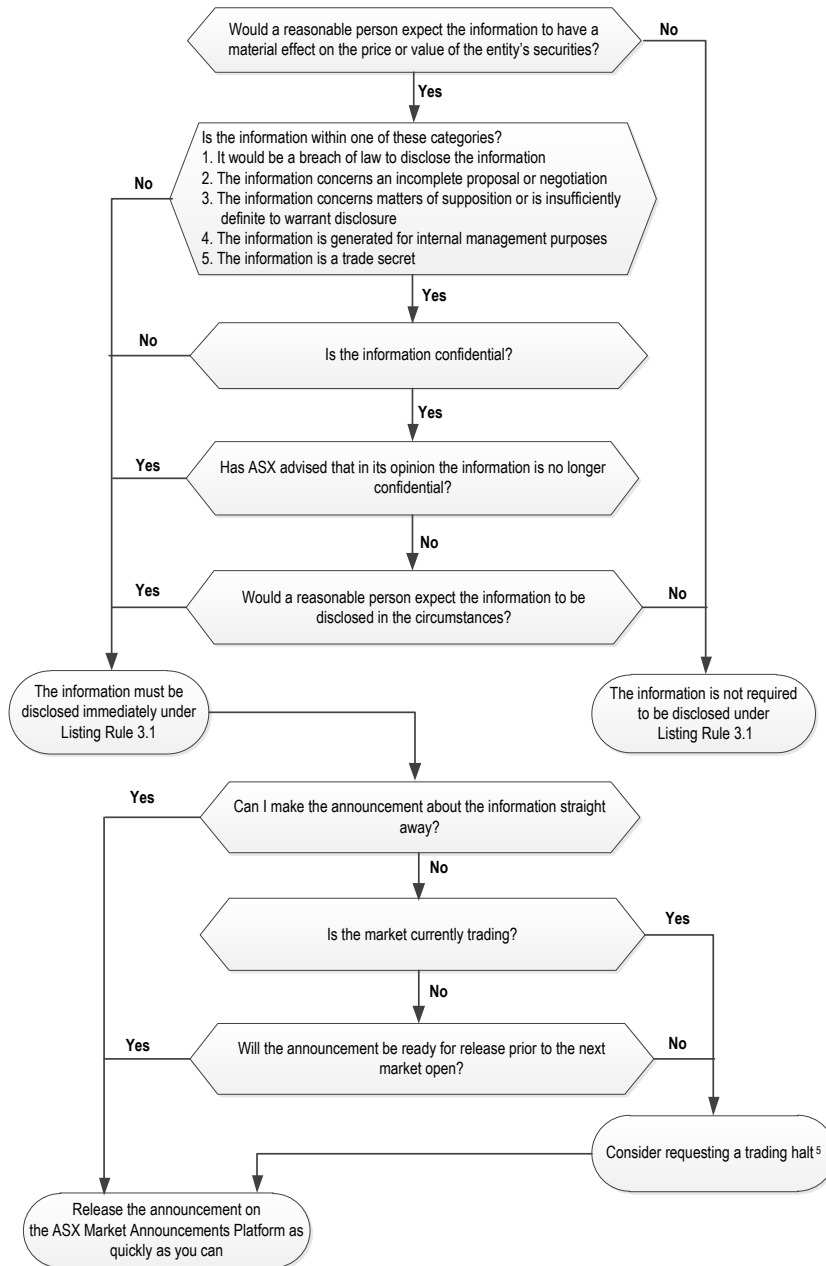 Would a reasonable person expect the information to have a
material effect on the price or value of the entity's securities?
No
Yes
Is the information within one of these categories?
1. It would be a breach of law to disclose the information
2. The information concerns an incomplete proposal or negotiation
3. The information concerns matters of supposition or is insufficiently
definite to warrant disclosure
4. The information is generated for internal management purposes
5. The information is a trade secret
No
Yes
No
Is the information confidential?
Yes
Yes
Has ASX advised that in its opinion the information is no longer
confidential?
No
Yes
Would a reasonable person expect the information to be
disclosed in the circumstances?
No
The information must be
disclosed immediately under
Listing Rule 3.1
The information is not required
to be disclosed under
Listing Rule 3.1
Yes
Can I make the announcement about the information straight
away?
No
Is the market currently trading?
Yes
No
Yes
Will the announcement be ready for release prior to the next
market open?
No
Consider requesting a trading halt 5
Release the announcement on
the ASX Market Announcements Platform as
quickly as you can